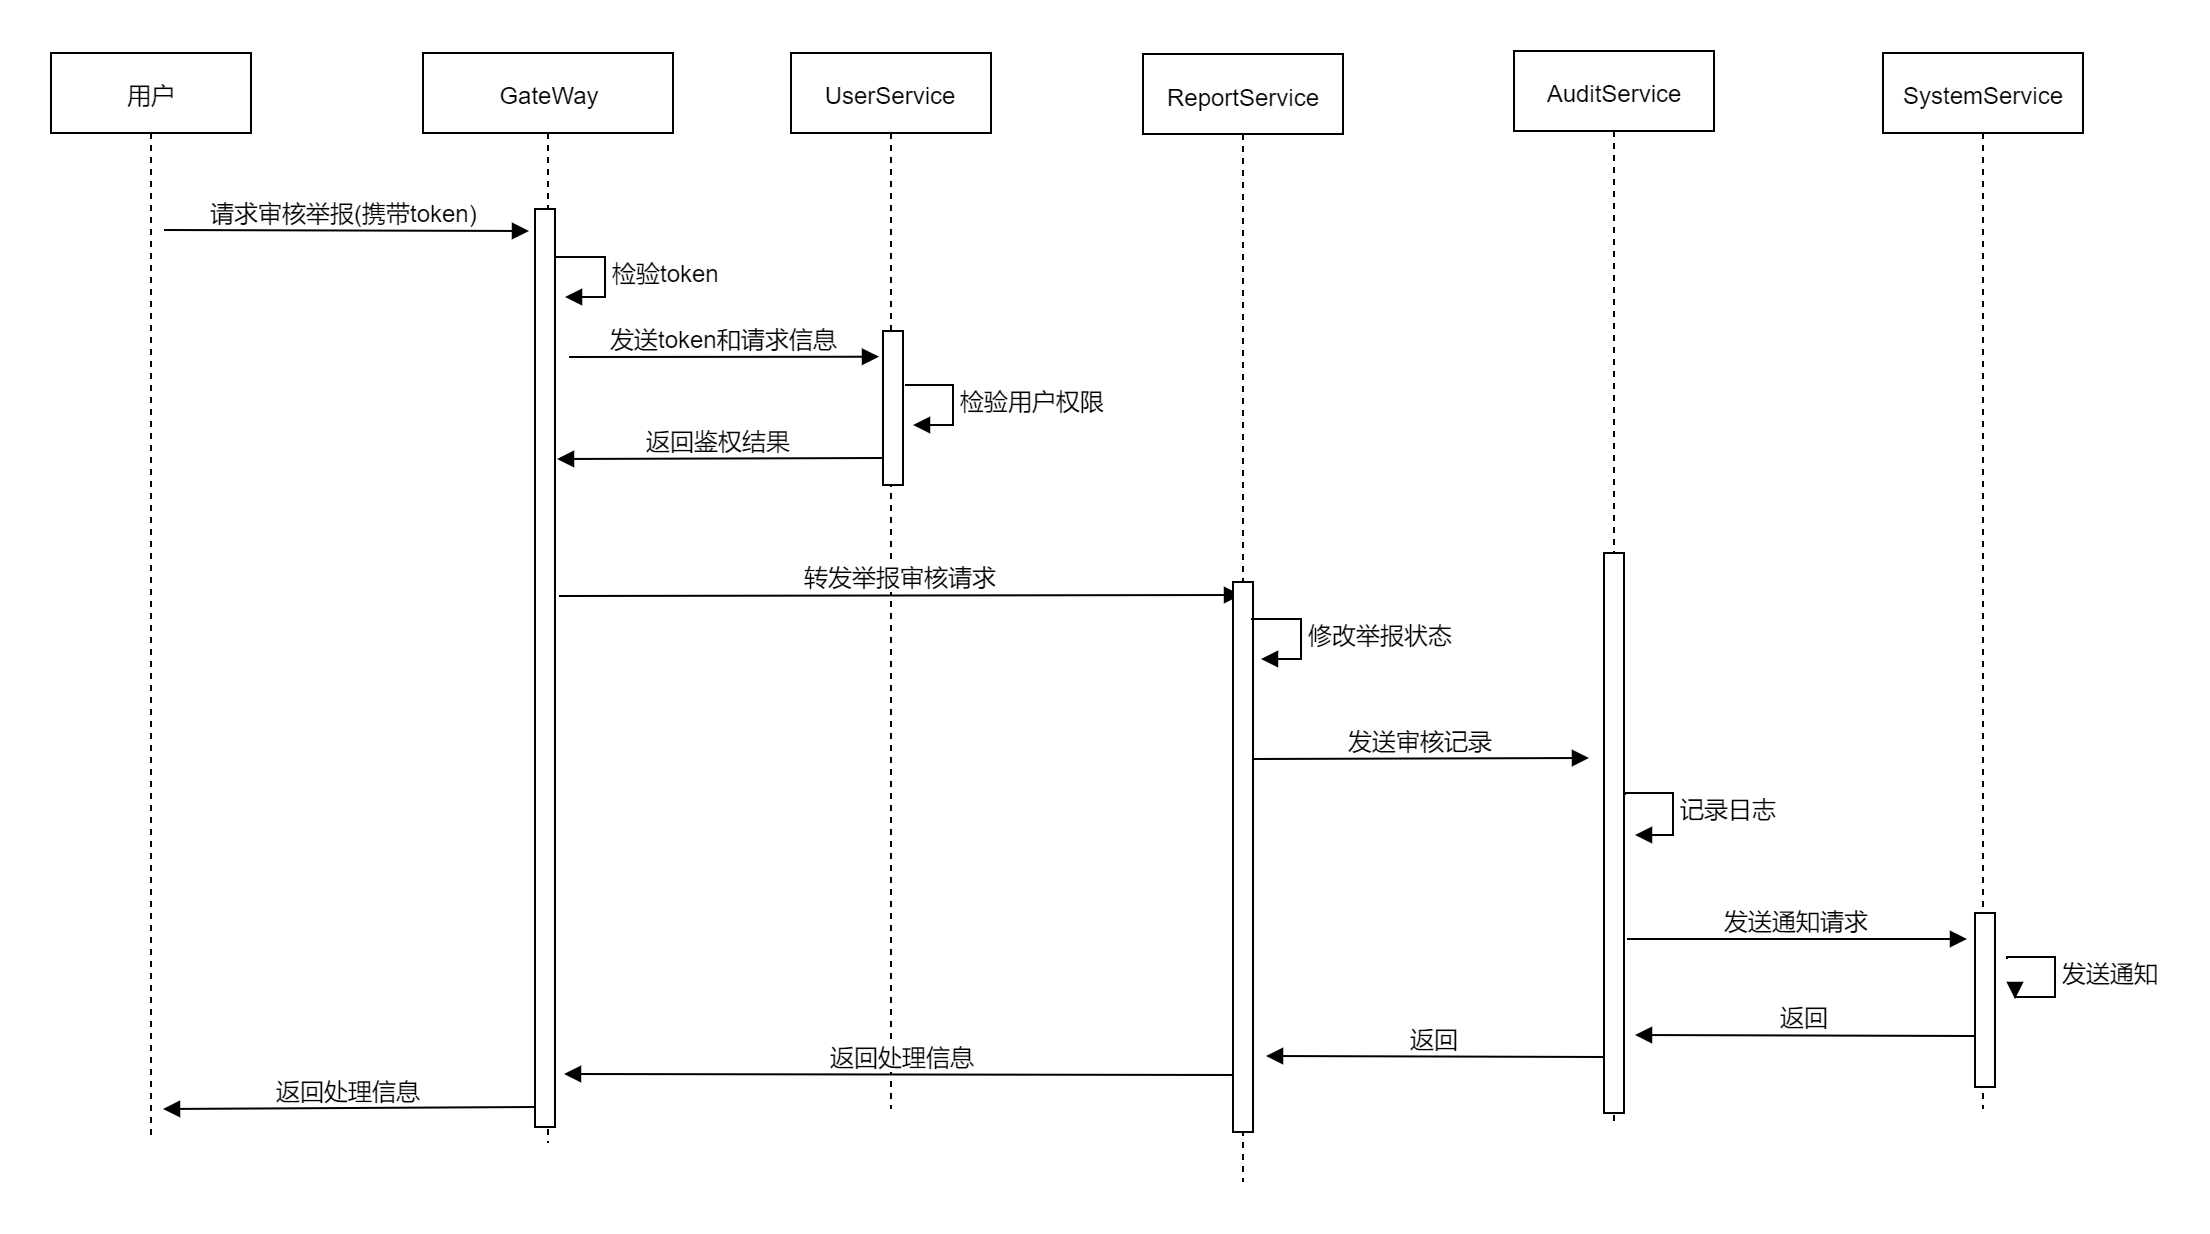 用户
GateWay
UserService
ReportService
AuditService
SystemService
请求审核举报(携带token)
检验token
发送token和请求信息
检验用户权限
返回鉴权结果
转发举报审核请求
修改举报状态
发送审核记录
记录日志
发送通知请求
发送通知
返回
返回
返回处理信息
返回处理信息